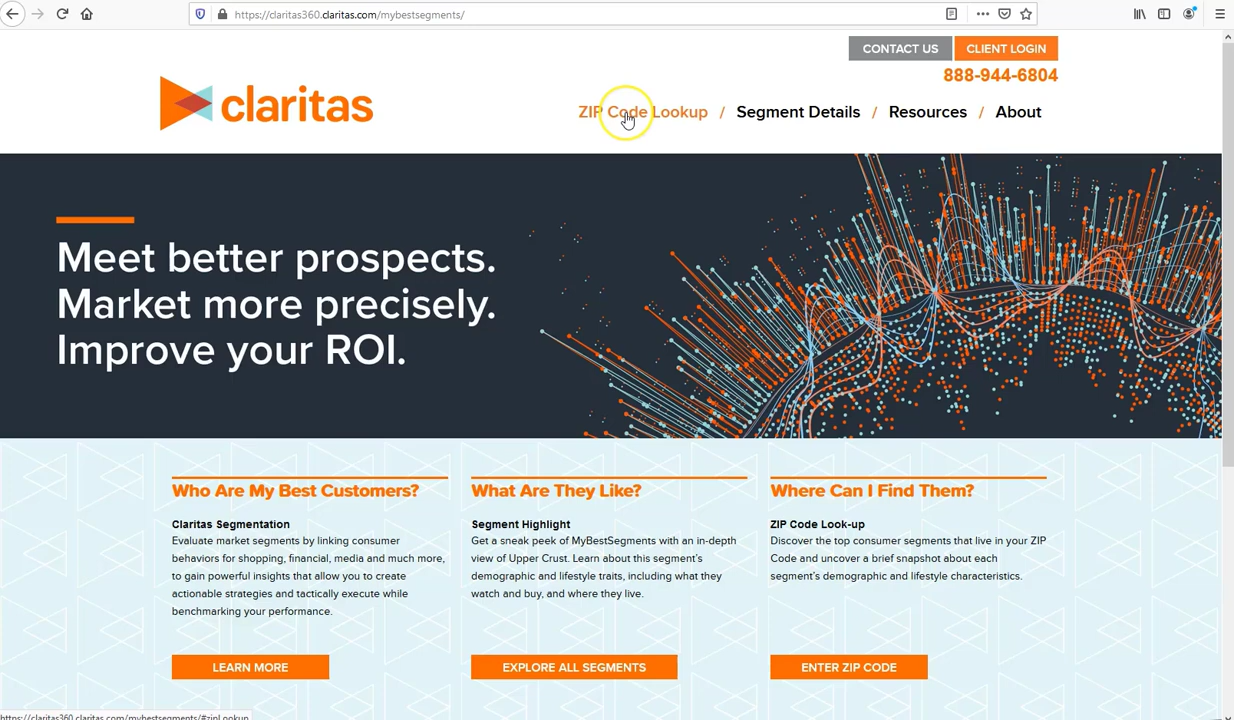 https://claritas360.claritas.com/mybestsegments/
CONTACT US
CLIENT LOGIN
888-944-6804
claritas
ZIP Code Lookup / Segment Details / Resources / About
Meet better prospects.
Market more precisely.
Improve your ROI.
Who Are My Best Customers?
Claritas Segmentation
Evaluate market segments by linking consumer
behaviors for shopping, financial, media and much more,
to gain powerful insights that allow you to create
actionable strategies and tactically execute while
benchmarking your performance.
LEARN MORE
What Are They Like?
Segment Highlight
Get a sneak peek of MyBestSegments with an in-depth
view of Upper Crust. Learn about this segment's
demographic and lifestyle traits, including what they
watch and buy, and where they live.
EXPLORE ALL SEGMENTS
Where Can I Find Them?
ZIP Code Look-up
Discover the top consumer segments that live in your ZIP
Code and uncover a brief snapshot about each
segment's demographic and lifestyle characteristics.
ENTER ZIP CODE
https://claritas360.claritas.com/mybestsegments/#zipLookup